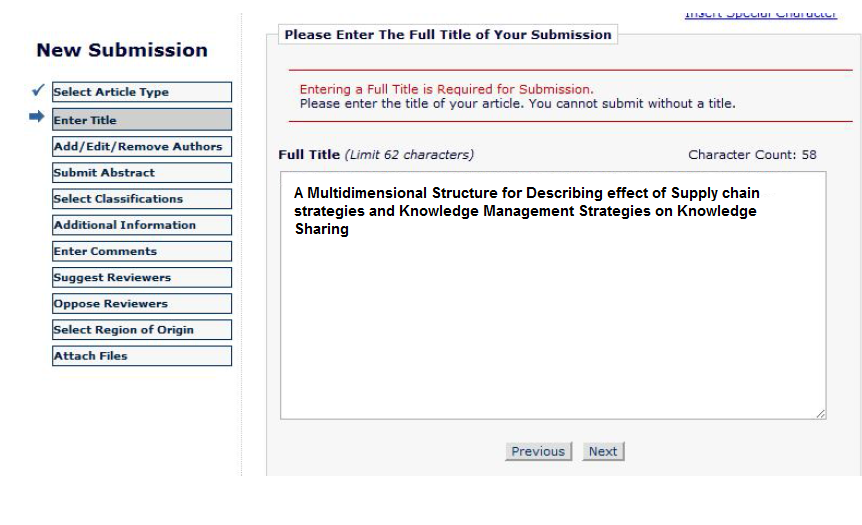 Insert Special Character
New Submission
Select Article Type
Enter Title
Add/Edit/Remove Authors
Submit Abstract
Select Classifications
Additional Information
Enter Comments
Suggest Reviewers
Oppose Reviewers
Select Region of Origin
Attach Files
Please Enter The Full Title of Your Submission
Entering a Full Title is Required for Submission.
Please enter the title of your article. You cannot submit without a title.
Full Title (Limit 62 characters) Character Count: 58
A Multidimensional Structure for Describing effect of Supply chain
strategies and Knowledge Management Strategies on Knowledge
Sharing
Previous Next